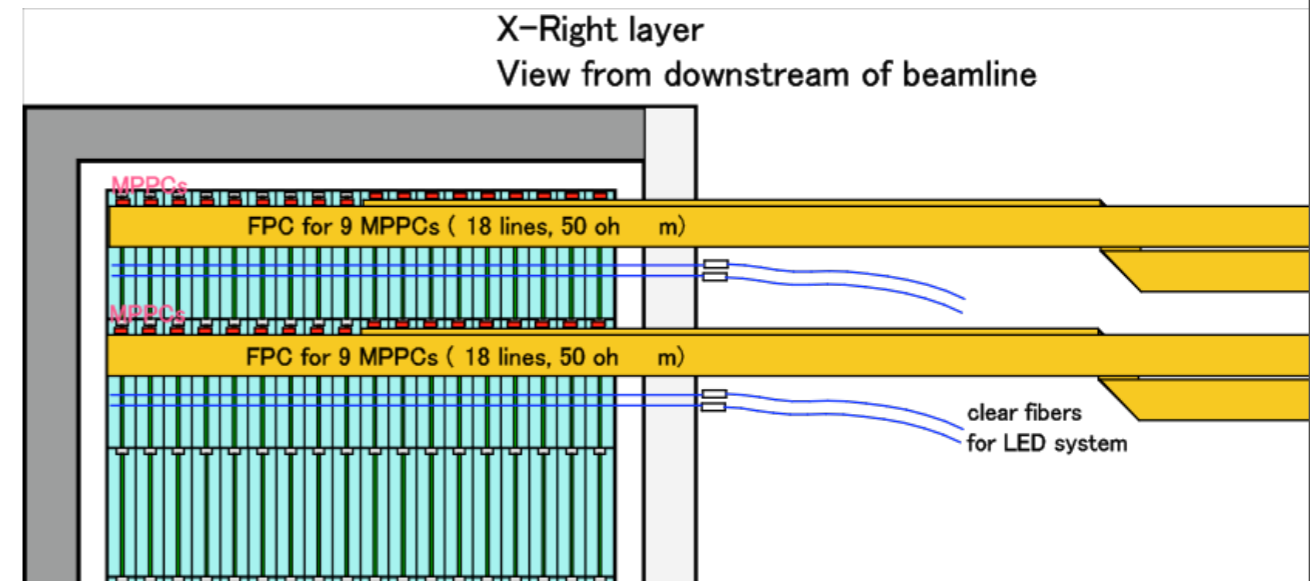 X-Right layer
View from downstream of beamline
MPPCs
FPC for 9 MPPCs ( 18 lines, 50 oh m)
MPPCs
FPC for 9 MPPCs ( 18 lines, 50 oh m)
clear fibers
for LED system